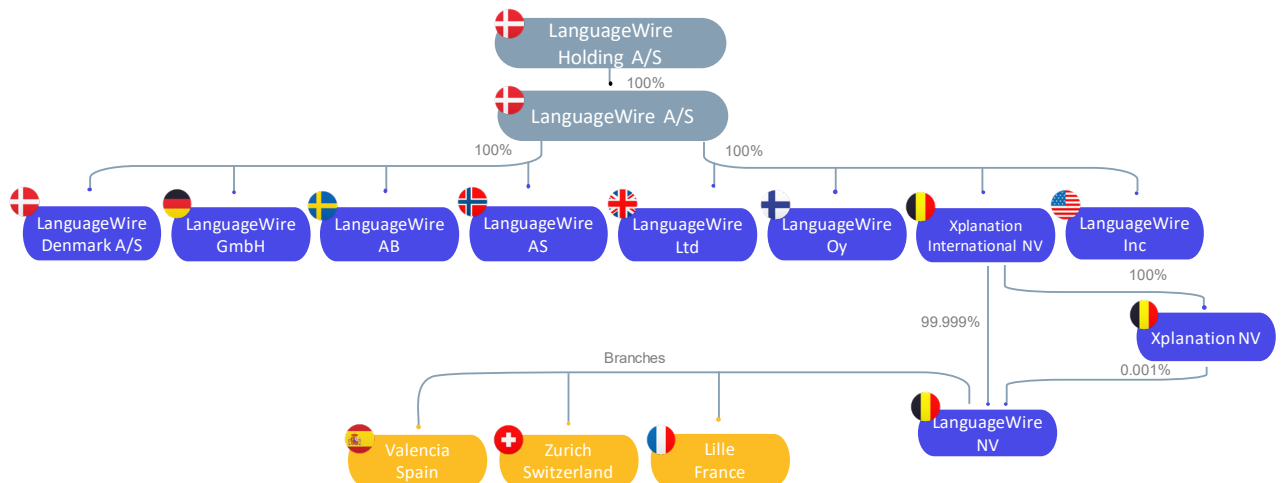 LanguageWire
Holding A/S
100%
LanguageWire A/S
100%
100%
LanguageWire
Denmark A/S
LanguageWire
GmbH
LanguageWire
AB
LanguageWire
AS
LanguageWire
Ltd
LanguageWire
Oy
Xplanation
International NV
LanguageWire
Inc
100%
99.999%
Xplanation NV
0.001%
Branches
LanguageWire
NV
Valencia
Spain
Zurich
Switzerland
Lille
France